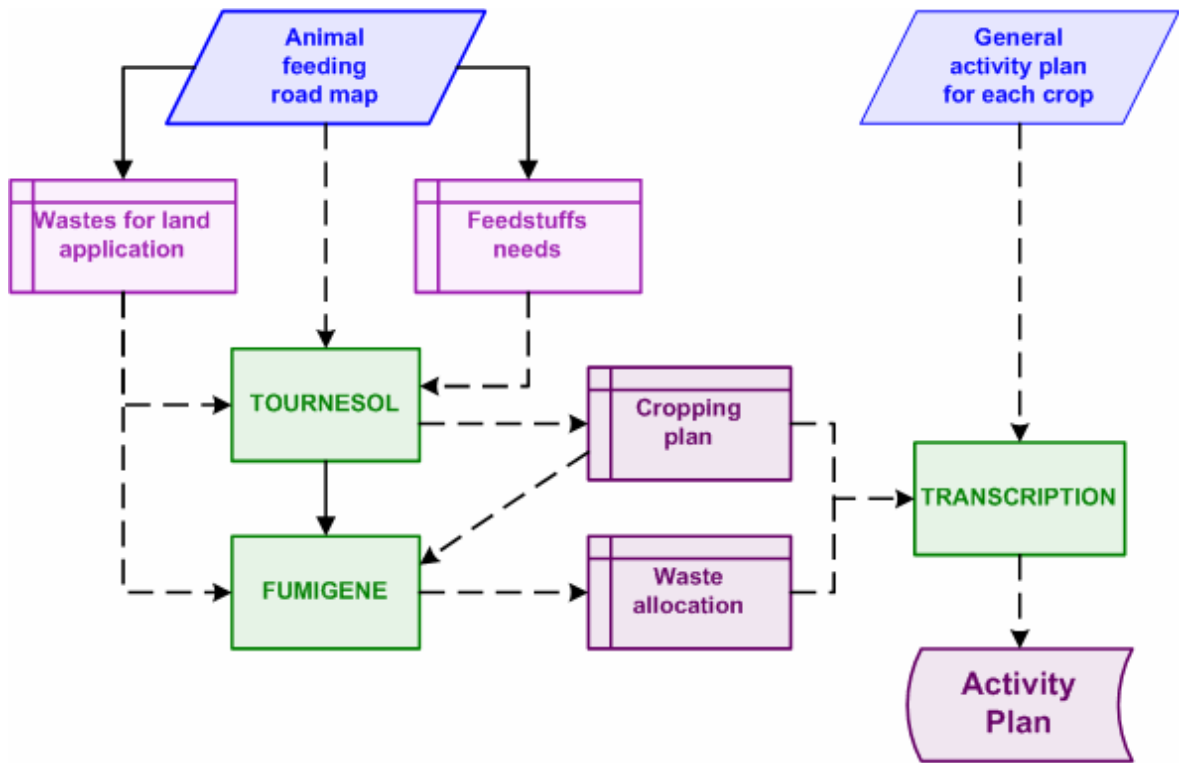 Animal
feeding
road map
General
activity plan
for each crop
Wastes for land
application
Feedstuffs
needs
TOURNESOL
Cropping
plan
TRANSCRIPTION
FUMIGENE
Waste
allocation
Activity
Plan